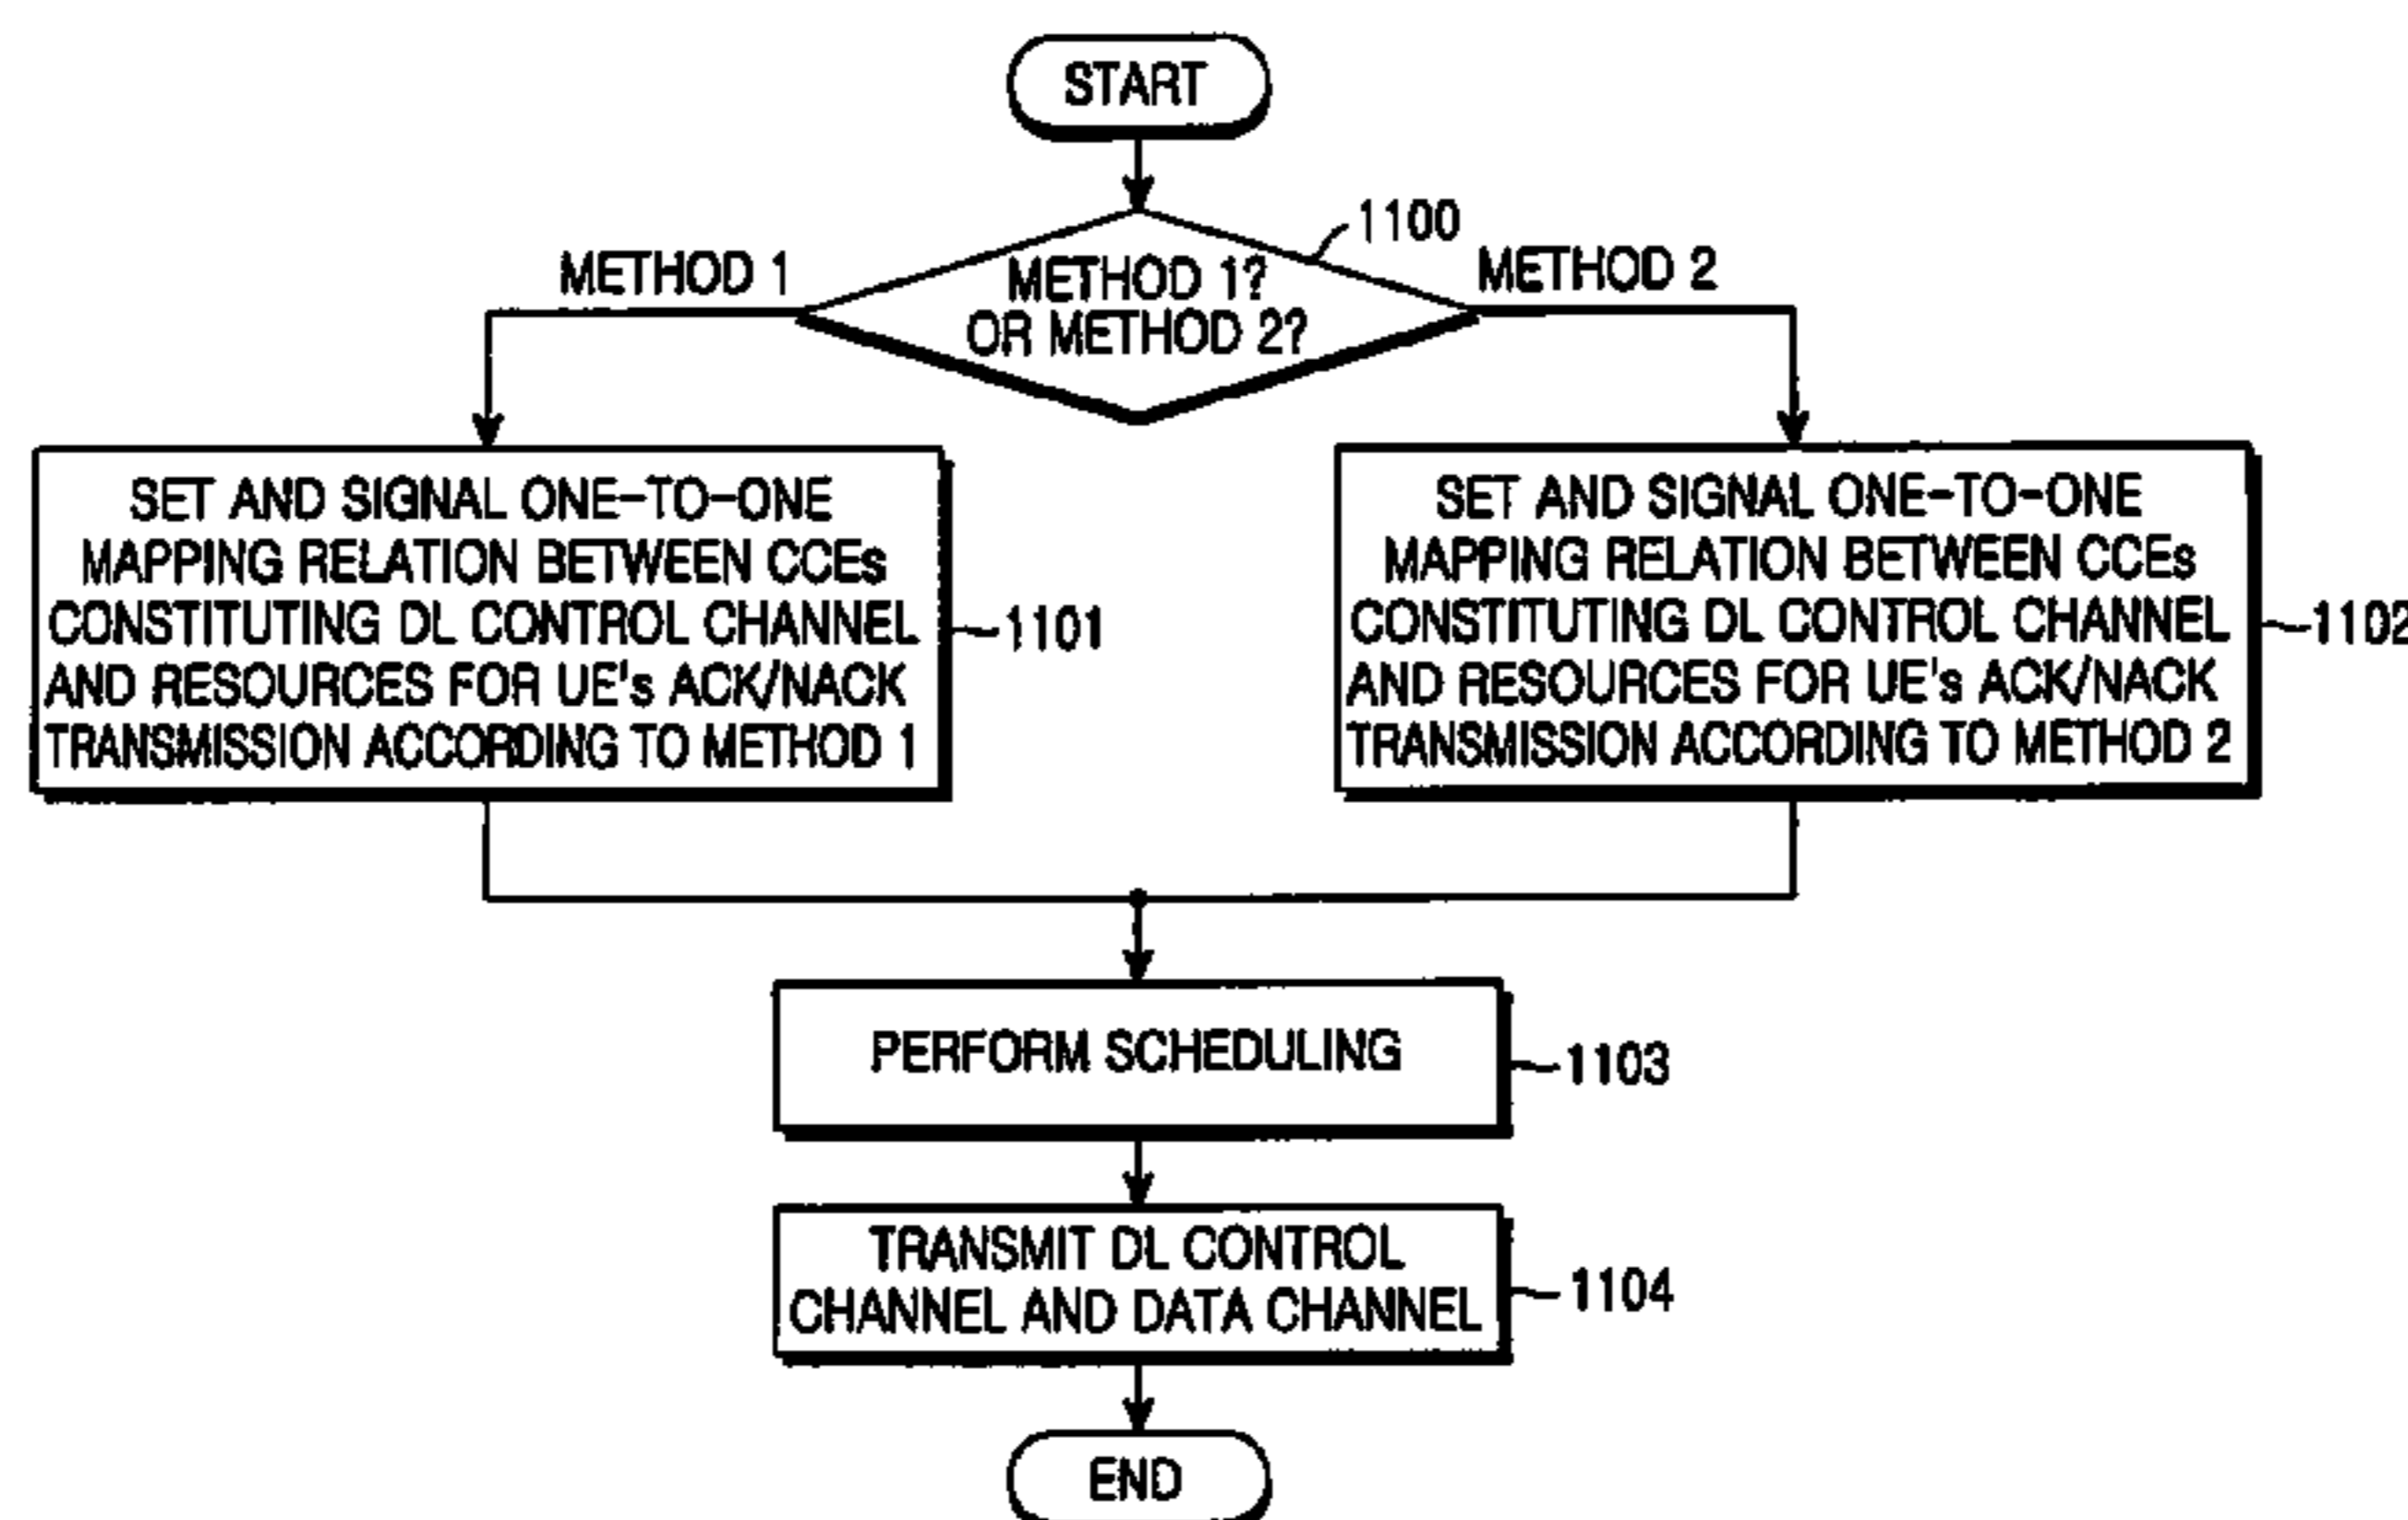 START
1100
METHOD 1
METHOD 1?
OR METHOD 2?
METHOD 2
SET AND SIGNAL ONE-TO-ONE
MAPPING RELATION BETWEEN CCEs
CONSTITUTING DL CONTROL CHANNEL
AND RESOURCES FOR UE's ACK/NACK
TRANSMISSION ACCORDING TO METHOD 1
1101
SET AND SIGNAL ONE-TO-ONE
MAPPING RELATION BETWEEN CCEs
CONSTITUTING DL CONTROL CHANNEL
AND RESOURCES FOR UE's ACK/NACK
TRANSMISSION ACCORDING TO METHOD 2
1102
PERFORM SCHEDULING
1103
TRANSMIT DL CONTROL
CHANNEL AND DATA CHANNEL
1104
END